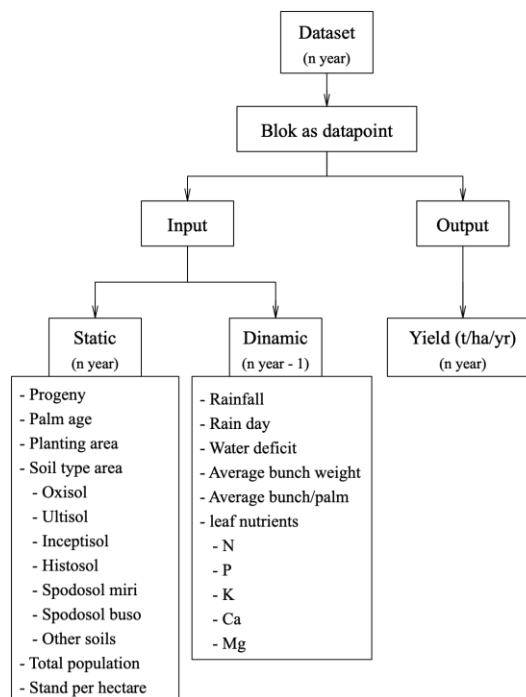 Dataset
(n year)
Blok as datapoint
Input
Output
Static
(n year)
- Progeny
- Palm age
- Planting area
- Soil type area
- Oxisol
- Ultisol
- Inceptisol
- Histosol
- Spodosol miri
- Spodosol buso
- Other soils
- Total population
- Stand per hectare
Dinamic
(n year - 1)
- Rainfall
- Rain day
- Water deficit
- Average bunch weight
- Average bunch/palm
- leaf nutrients
- N
- P
- K
- Ca
- Mg
Yield (t/ha/yr)
(n year)